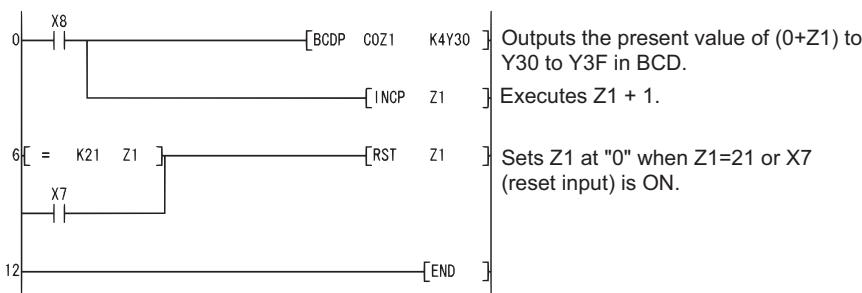 X8
0 [BCDP C0Z1 K4Y30 ] Outputs the present value of (0+Z1) to
Y30 to Y3F in BCD.
[INCP Z1 ] Executes Z1 + 1.
6 [ = K21 Z1 ] [RST Z1 ] Sets Z1 at "0" when Z1=21 or X7
(reset input) is ON.
X7
12 [END ]